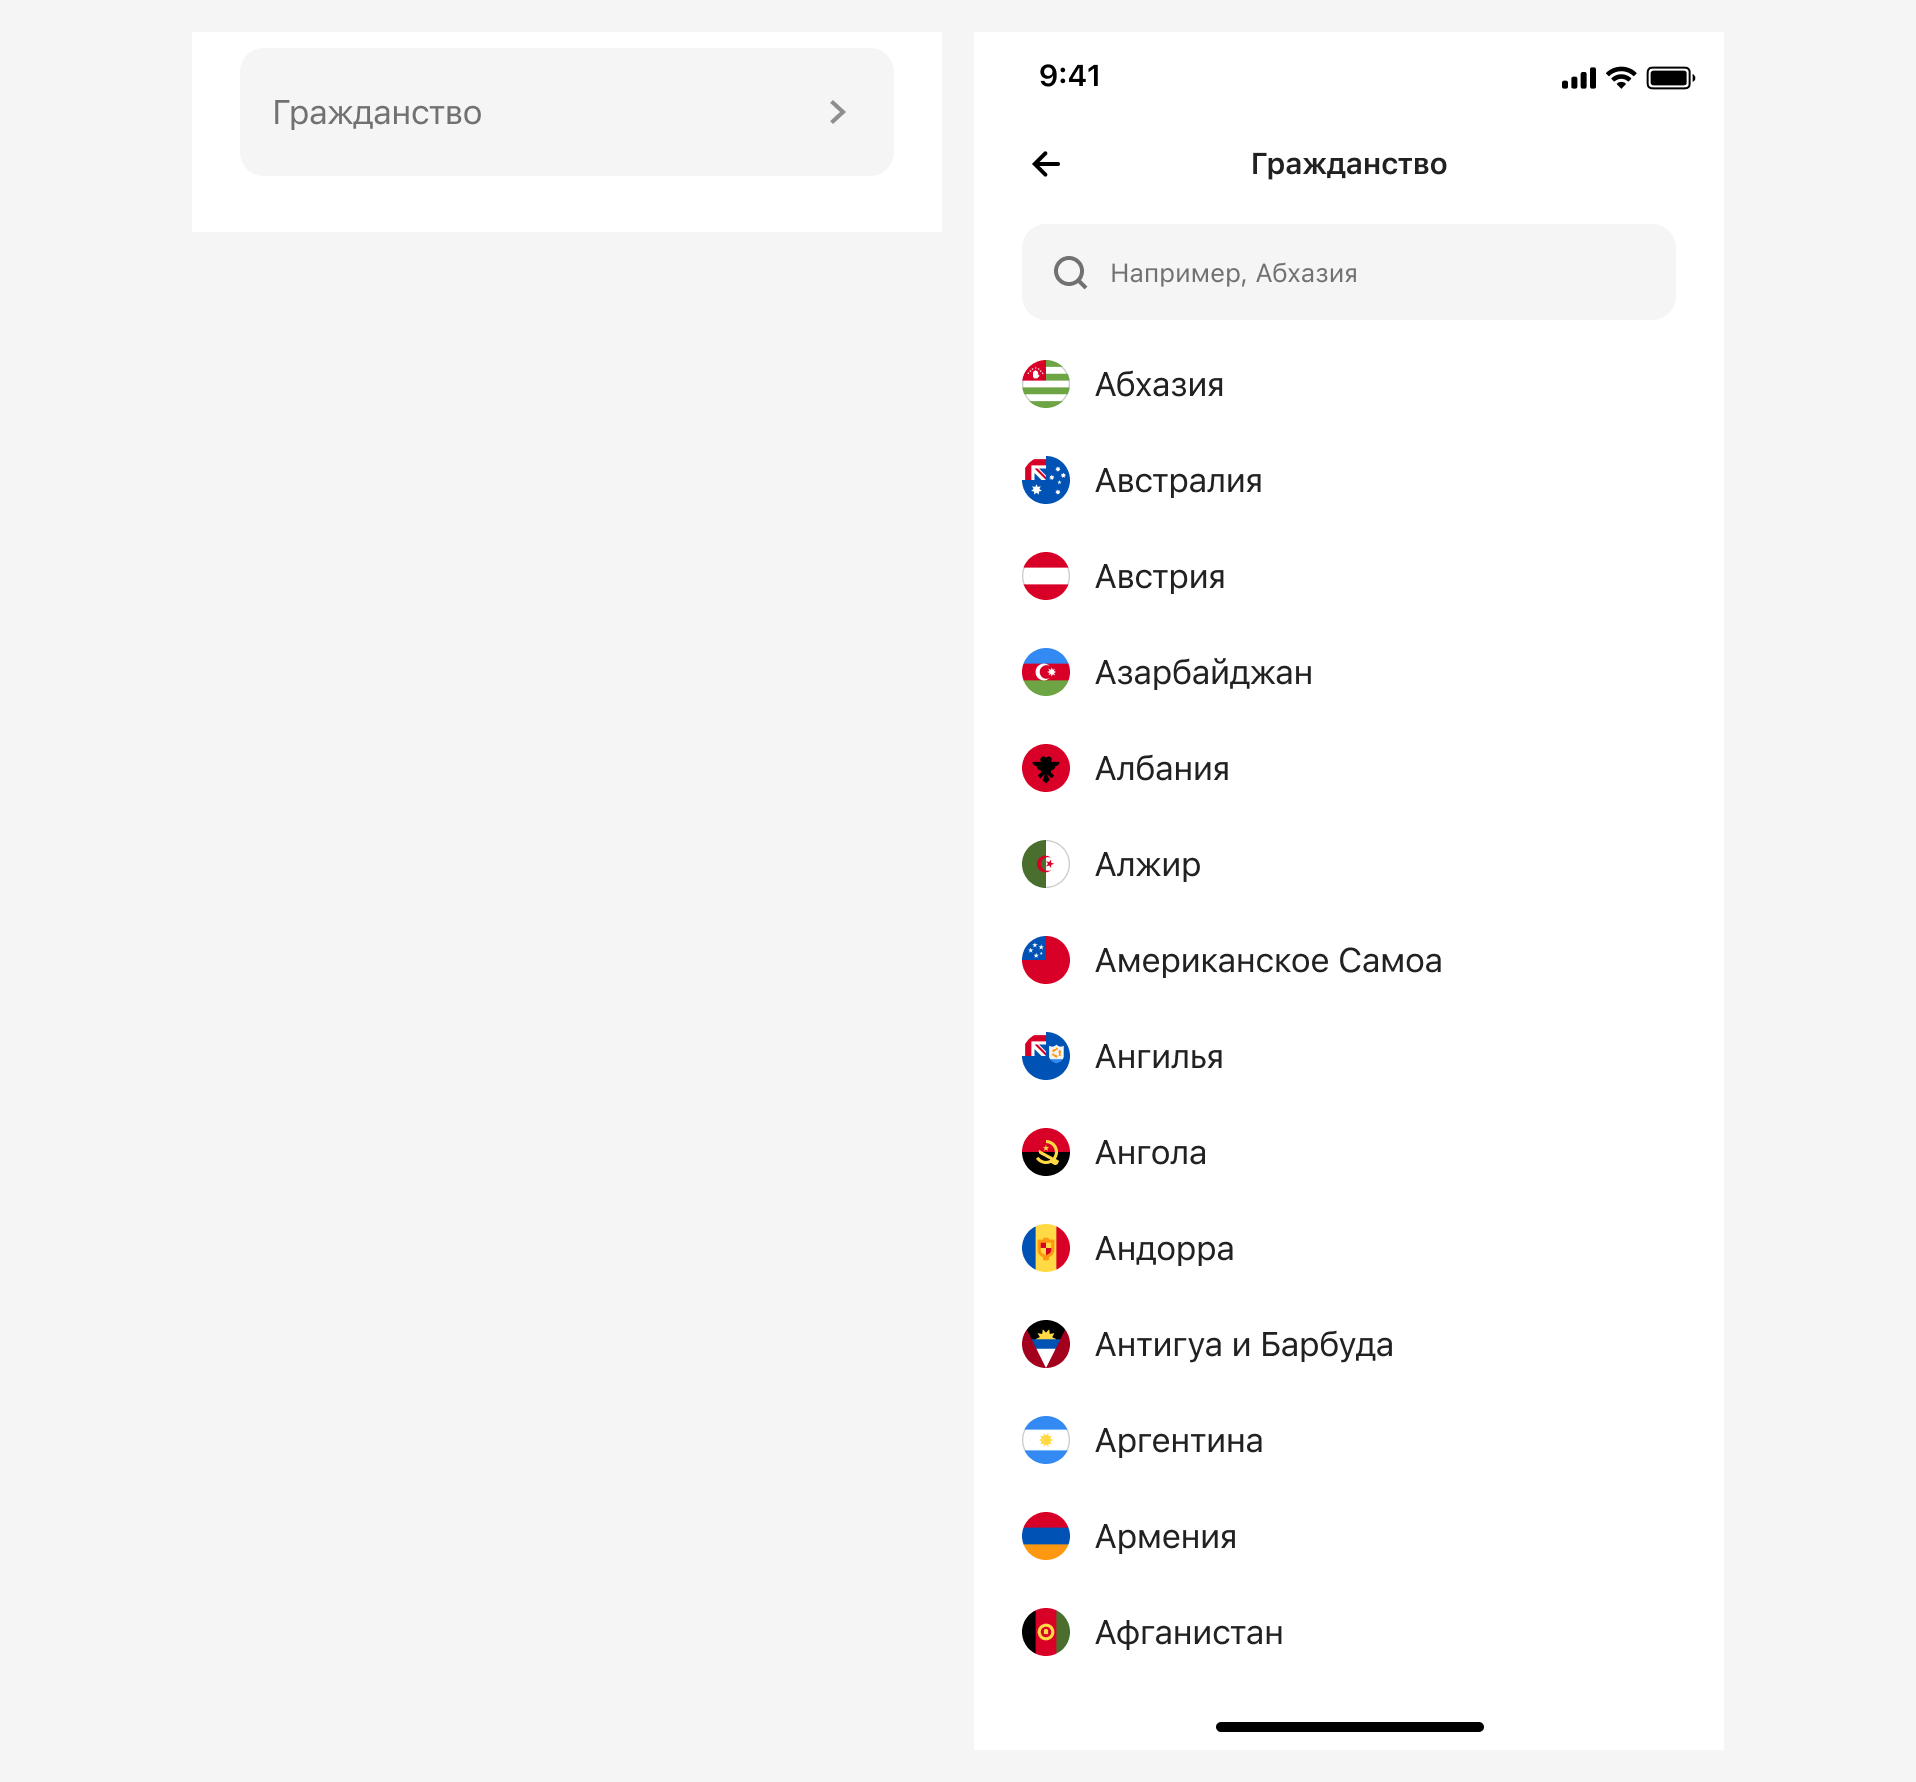 Гражданство
9:41
Гражданство
Например, Абхазия
Абхазия
Австралия
Австрия
Азарбайджан
Албания
Алжир
Американское Самоа
Ангилья
Ангола
Андорра
Антигуа и Барбуда
Аргентина
Армения
Афганистан